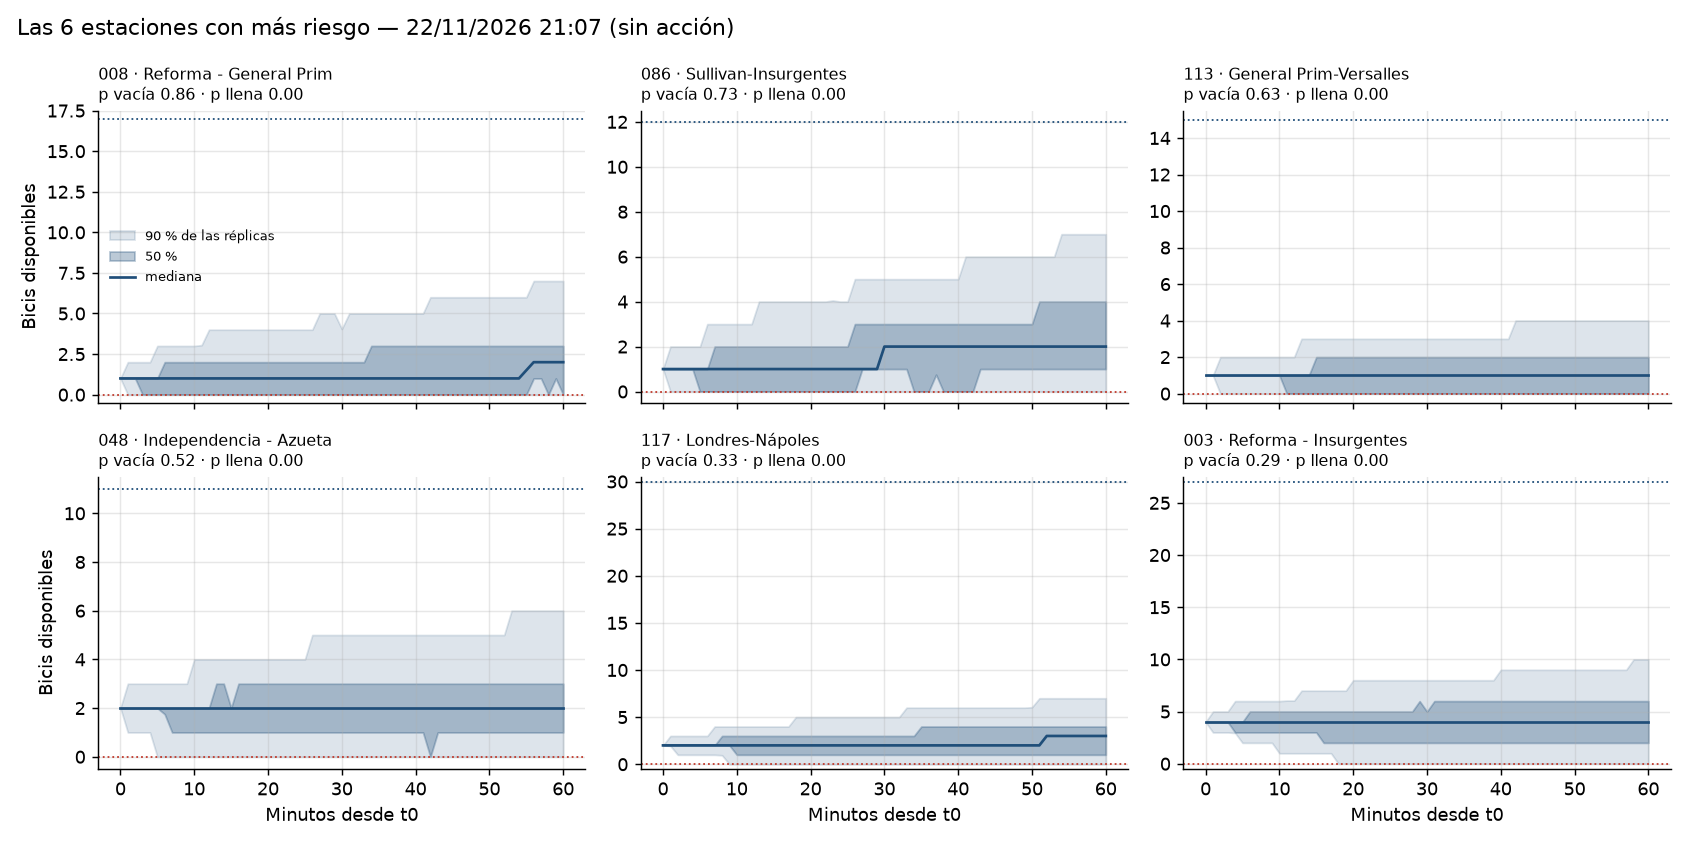 Las 6 estaciones con más riesgo — 22/11/2026 21:07 (sin acción)
008 · Reforma - General Prim
p vacía 0.86 · p llena 0.00
17.5
15.0
12.5
10.0
7.5
5.0
2.5
0.0
Bicis disponibles
90 % de las réplicas
50 %
mediana
086 · Sullivan-Insurgentes
p vacía 0.73 · p llena 0.00
12
10
8
6
4
2
0
113 · General Prim-Versalles
p vacía 0.63 · p llena 0.00
14
12
10
8
6
4
2
0
048 · Independencia - Azueta
p vacía 0.52 · p llena 0.00
10
8
6
4
2
0
Bicis disponibles
0 10 20 30 40 50 60
Minutos desde t0
117 · Londres-Nápoles
p vacía 0.33 · p llena 0.00
30
25
20
15
10
5
0
0 10 20 30 40 50 60
Minutos desde t0
003 · Reforma - Insurgentes
p vacía 0.29 · p llena 0.00
25
20
15
10
5
0
0 10 20 30 40 50 60
Minutos desde t0